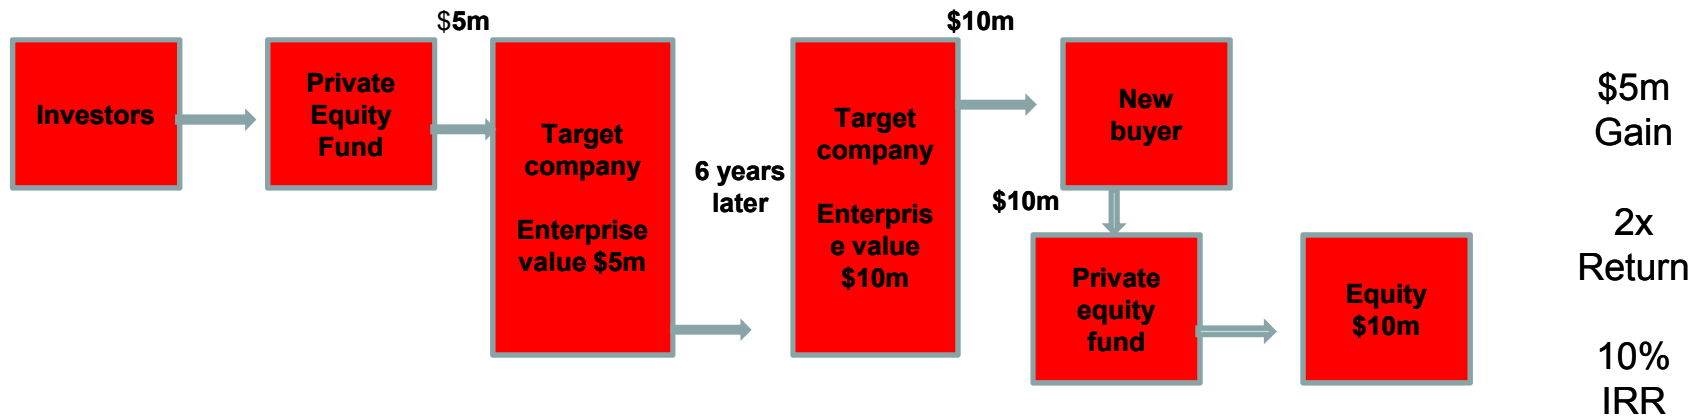 $5m
$10m
Investors
Private
Equity
Fund
Target
company
Enterprise
value $5m
6 years
later
Target
company
Enterpris
e value
$10m
New
buyer
$10m
Private
equity
fund
Equity
$10m
$5m
Gain
2x
Return
10%
IRR